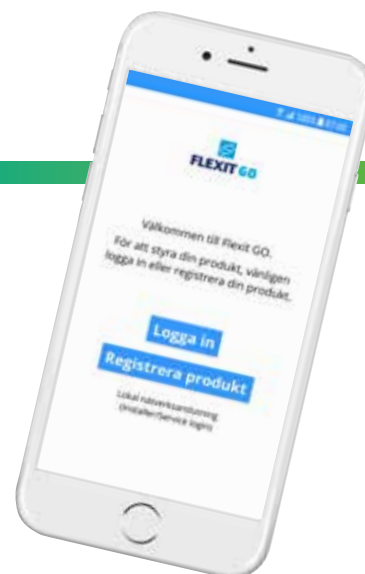 FLEXIT GO
Välkommen till Flexit GO.
För att styra din produkt, vänligen
logga in eller registrera din produkt.
Logga in
Registrera produkt
Lokal nätverksanslutning
(Installer/Service login)